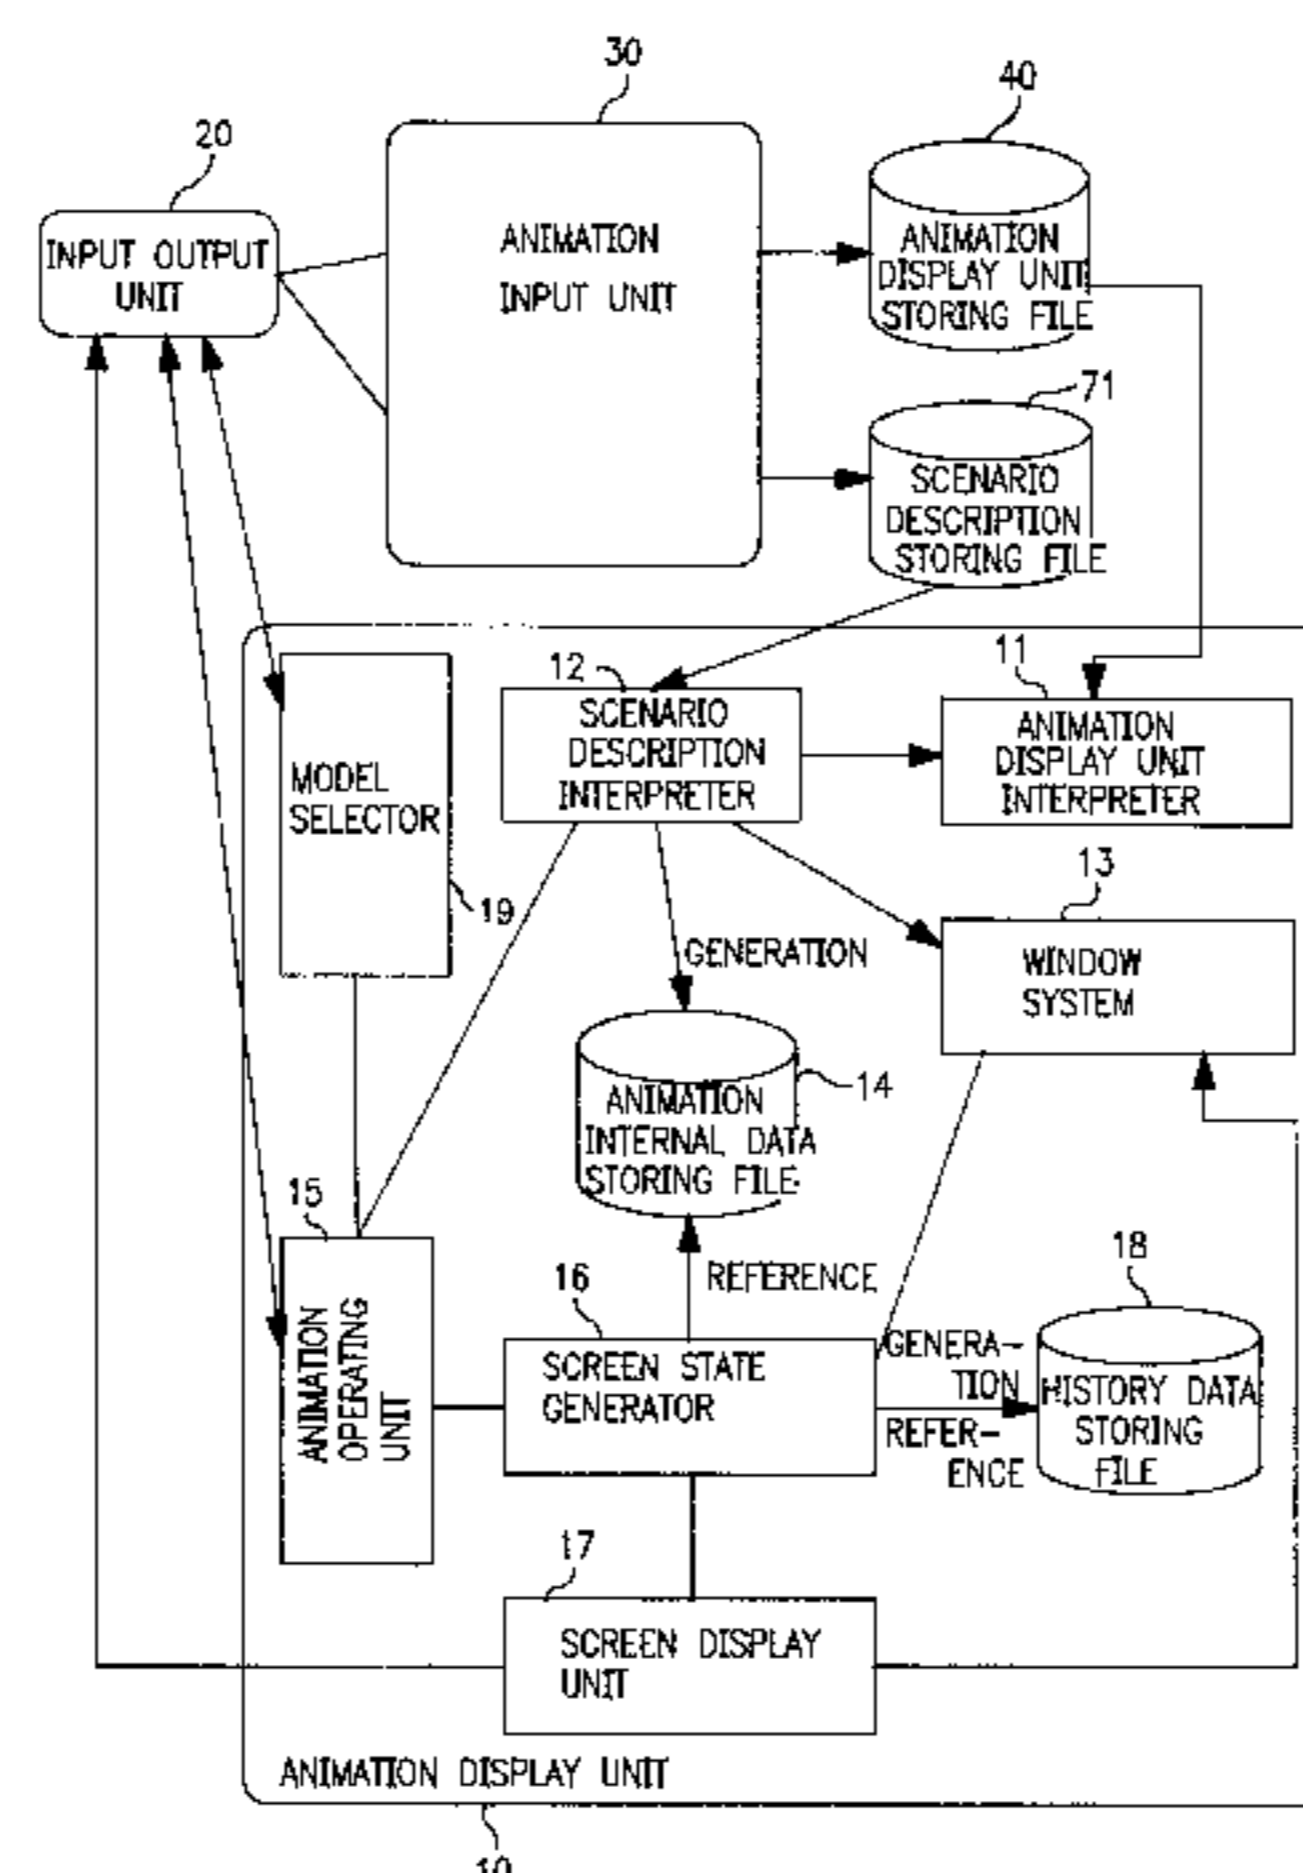 30
40
20
INPUT OUTPUT
UNIT
ANIMATION
INPUT UNIT
ANIMATION
DISPLAY UNIT
STORING FILE
71
SCENARIO
DESCRIPTION
STORING FILE
12
11
SCENARIO
DESCRIPTION
INTERPRETER
ANIMATION
DISPLAY UNIT
INTERPRETER
MODEL
SELECTOR
19
13
GENERATION
WINDOW
SYSTEM
14
ANIMATION
INTERNAL DATA
STORING FILE
15
REFERENCE
18
16
ANIMATION
OPERATING
UNIT
SCREEN STATE
GENERATOR
GENERA-
TION
REFER-
ENCE
HISTORY DATA
STORING
FILE
17
SCREEN DISPLAY
UNIT
ANIMATION DISPLAY UNIT
10